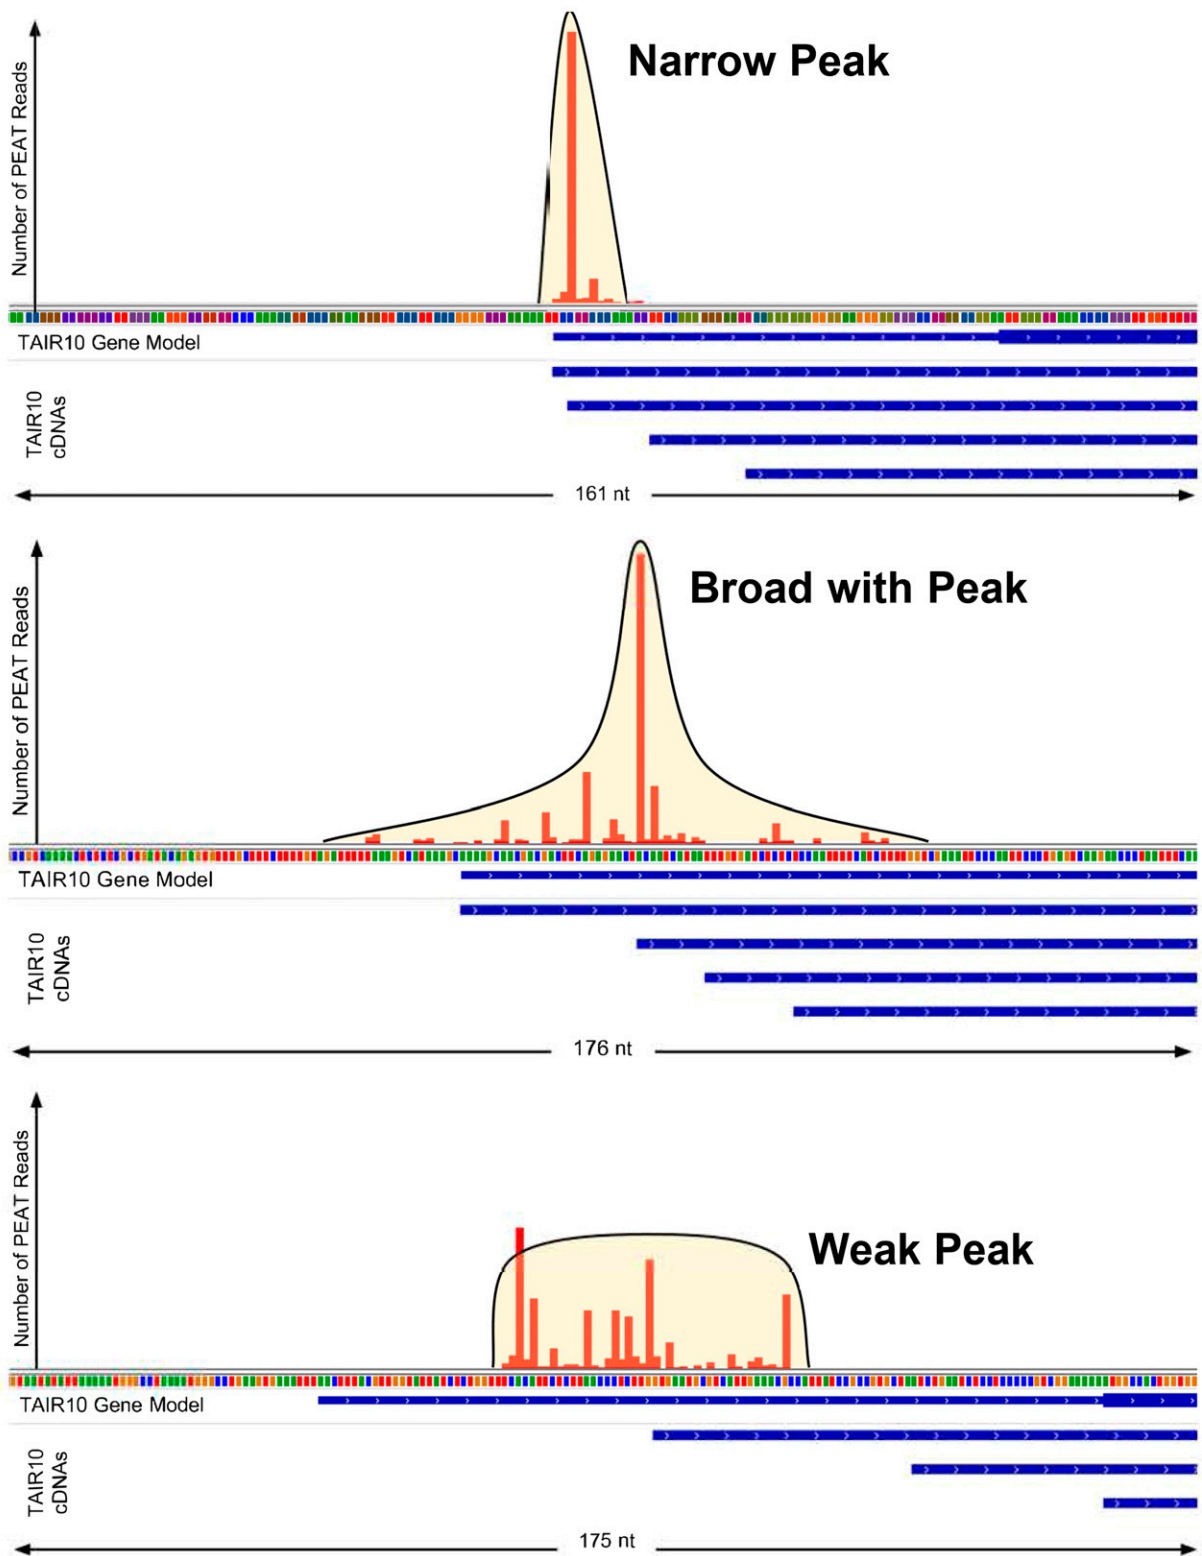 Narrow Peak
Number of PEAT Reads
TAIR10 Gene Model
TAIR10
cDNAs
161 nt
Broad with Peak
Number of PEAT Reads
TAIR10 Gene Model
TAIR10
cDNAs
176 nt
Weak Peak
Number of PEAT Reads
TAIR10 Gene Model
TAIR10
cDNAs
175 nt